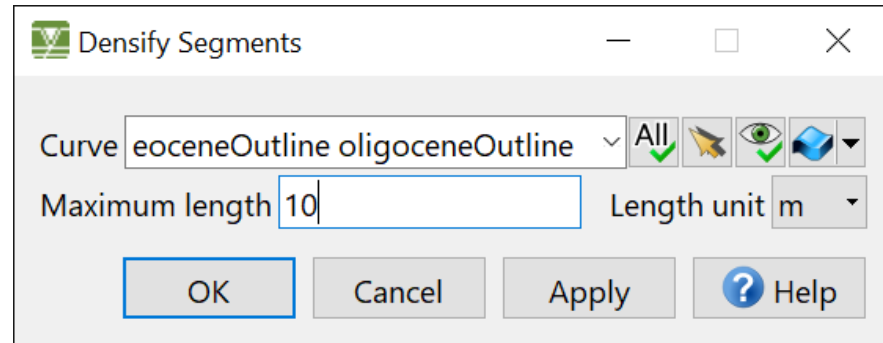 Densify Segments
Curve eoceneOutline oligoceneOutline All
Maximum length 10 Length unit m
OK Cancel Apply ? Help